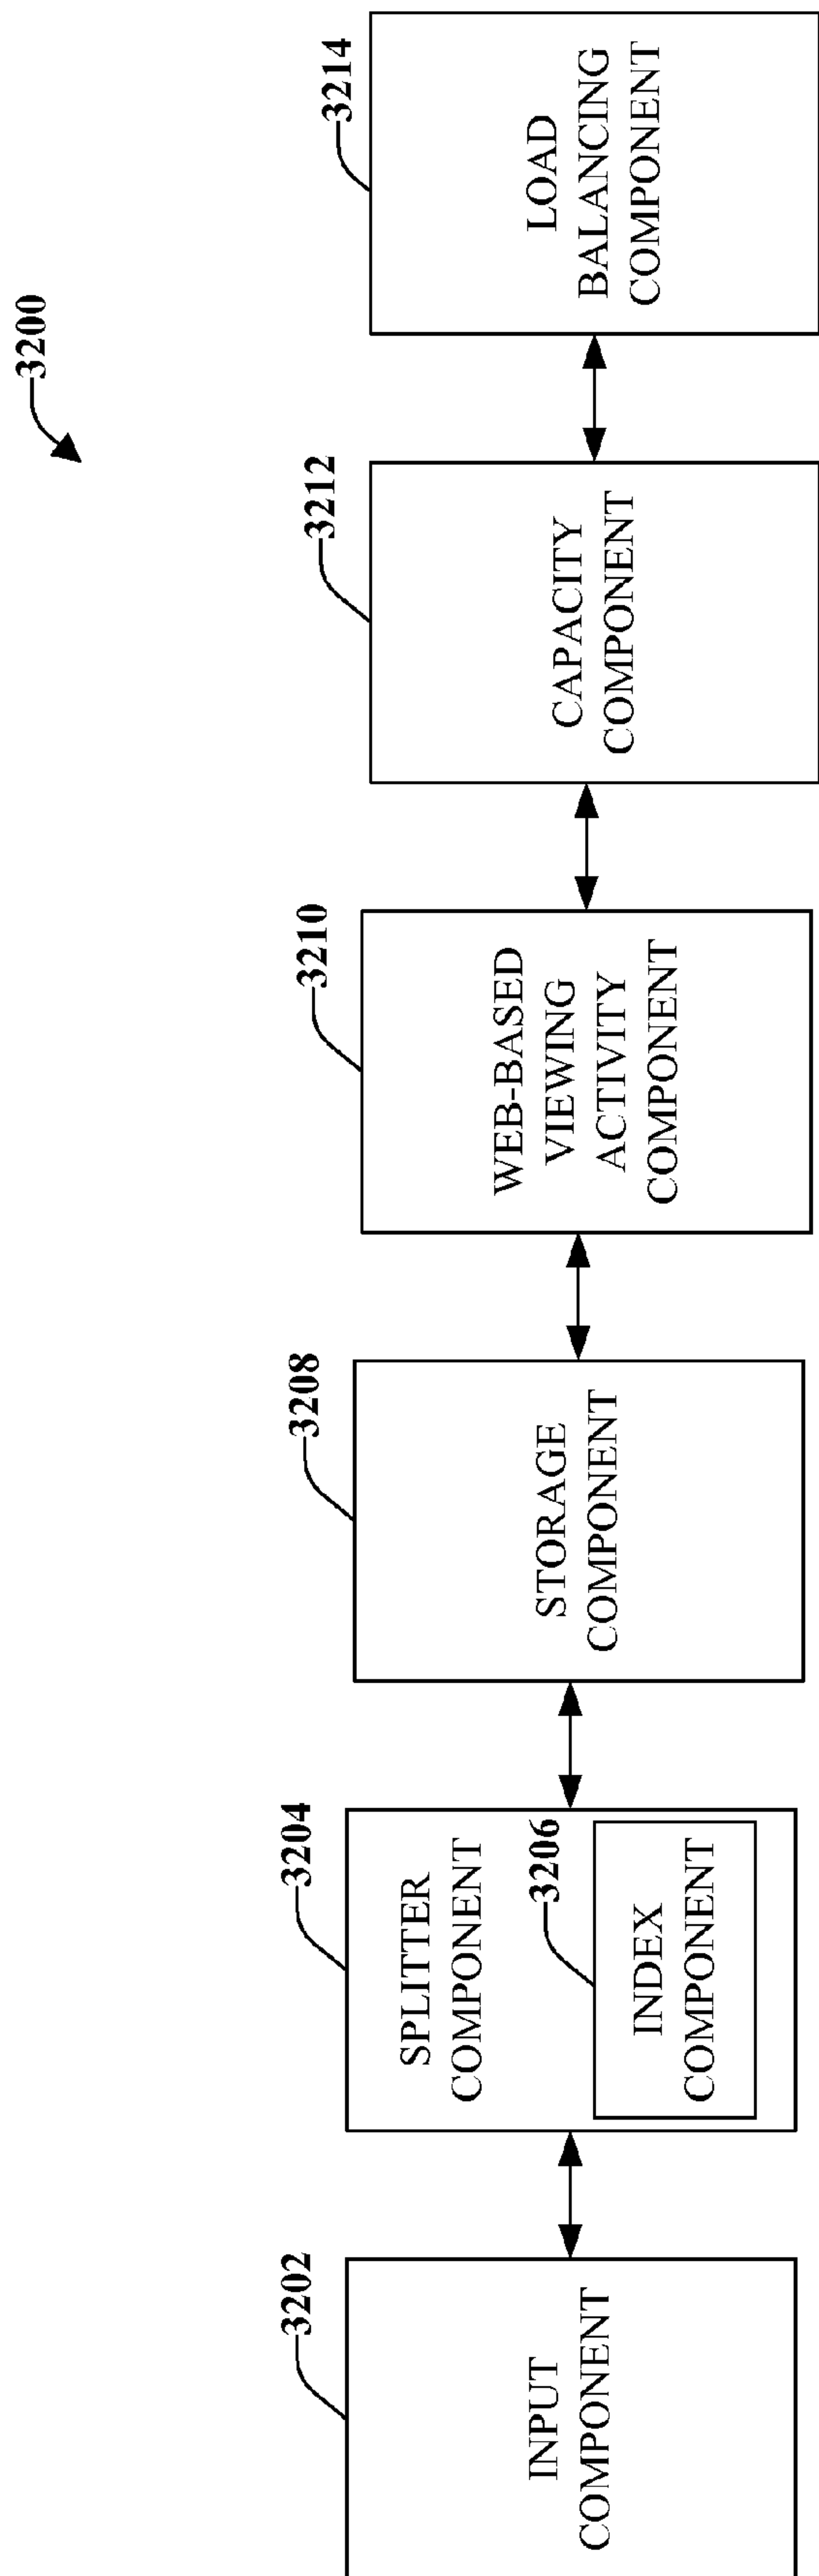 3200
3202
INPUT
COMPONENT
3204
SPLITTER
COMPONENT
3206
INDEX
COMPONENT
3208
STORAGE
COMPONENT
3210
WEB-BASED
VIEWING
ACTIVITY
COMPONENT
3212
CAPACITY
COMPONENT
3214
LOAD
BALANCING
COMPONENT